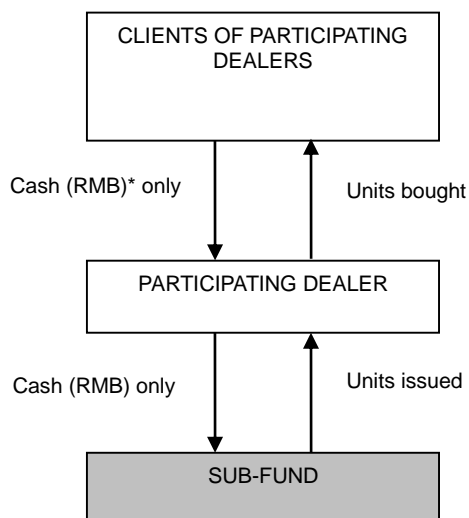 CLIENTS OF PARTICIPATING
DEALERS
Cash (RMB)* only
Units bought
PARTICIPATING DEALER
Cash (RMB) only
Units issued
SUB-FUND